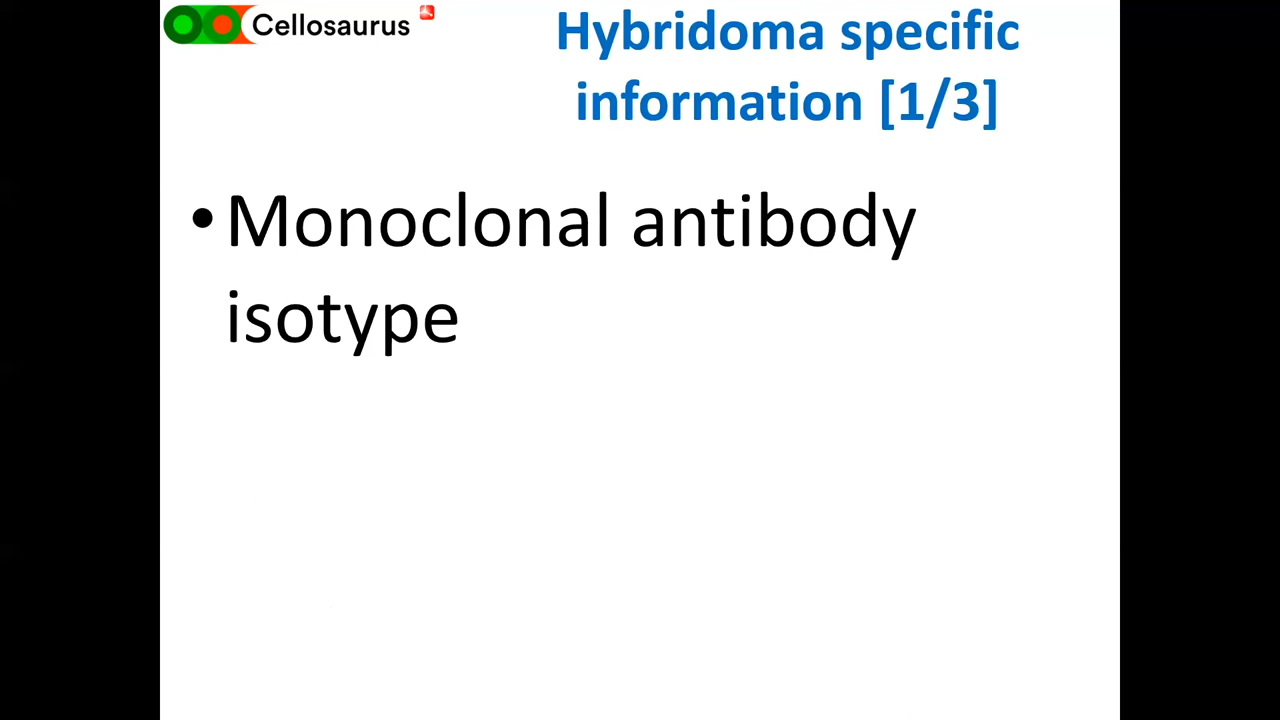 Cellosaurus
Hybridoma specific
information [1/3]
•Monoclonal antibody
isotype